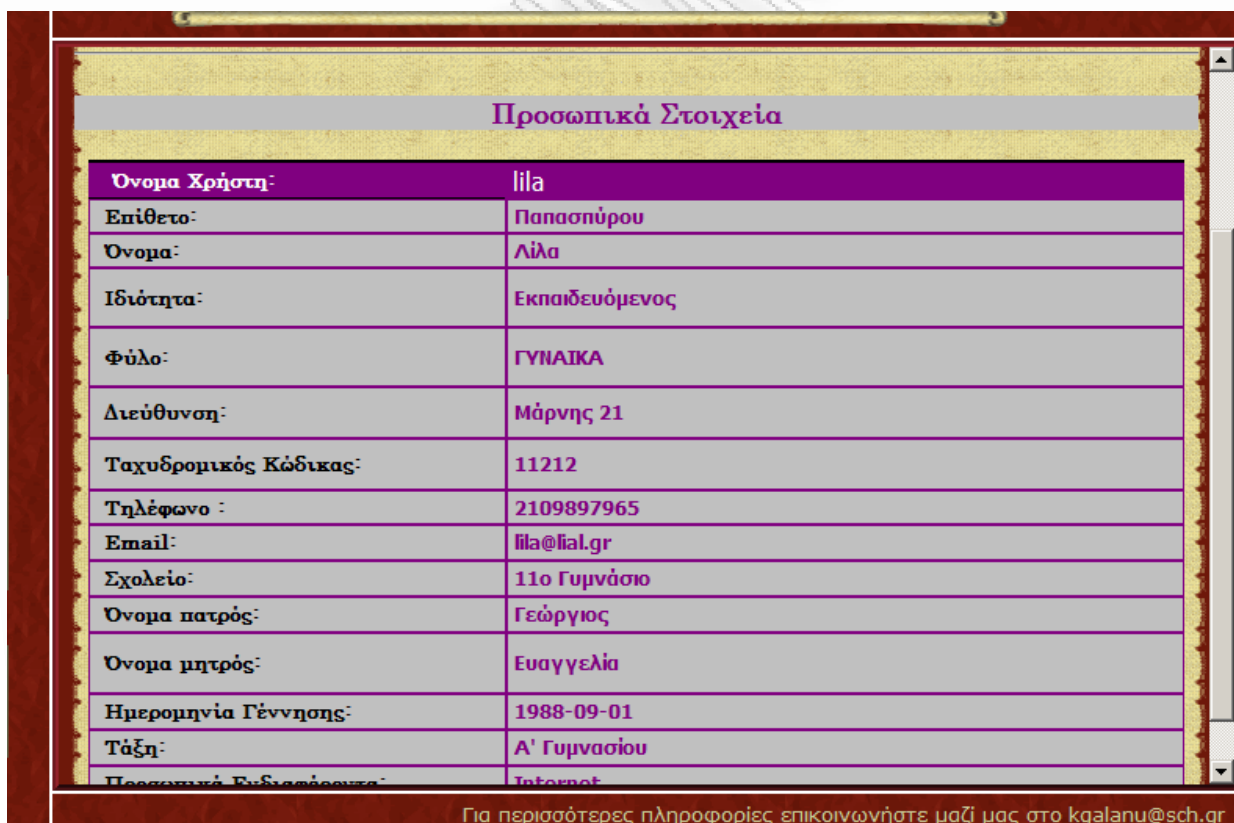 Προσωπικά Στοιχεία
Όνομα Χρήστη: lila
Επίθετο: Παπασπύρου
Όνομα: Λίλα
Ιδιότητα: Εκπαιδευόμενος
Φύλο: ΓΥΝΑΙΚΑ
Διεύθυνση: Μάρνης 21
Ταχυδρομικός Κώδικας: 11212
Τηλέφωνο : 2109897965
Email: lila@lial.gr
Σχολείο: 11ο Γυμνάσιο
Όνομα πατρός: Γεώργιος
Όνομα μητρός: Ευαγγελία
Ημερομηνία Γέννησης: 1988-09-01
Τάξη: Α' Γυμνασίου
Προσωπικά Ενδιαφέροντα: Internet
Για περισσότερες πληροφορίες επικοινωνήστε μαζί μας στο kgalanu@sch.gr